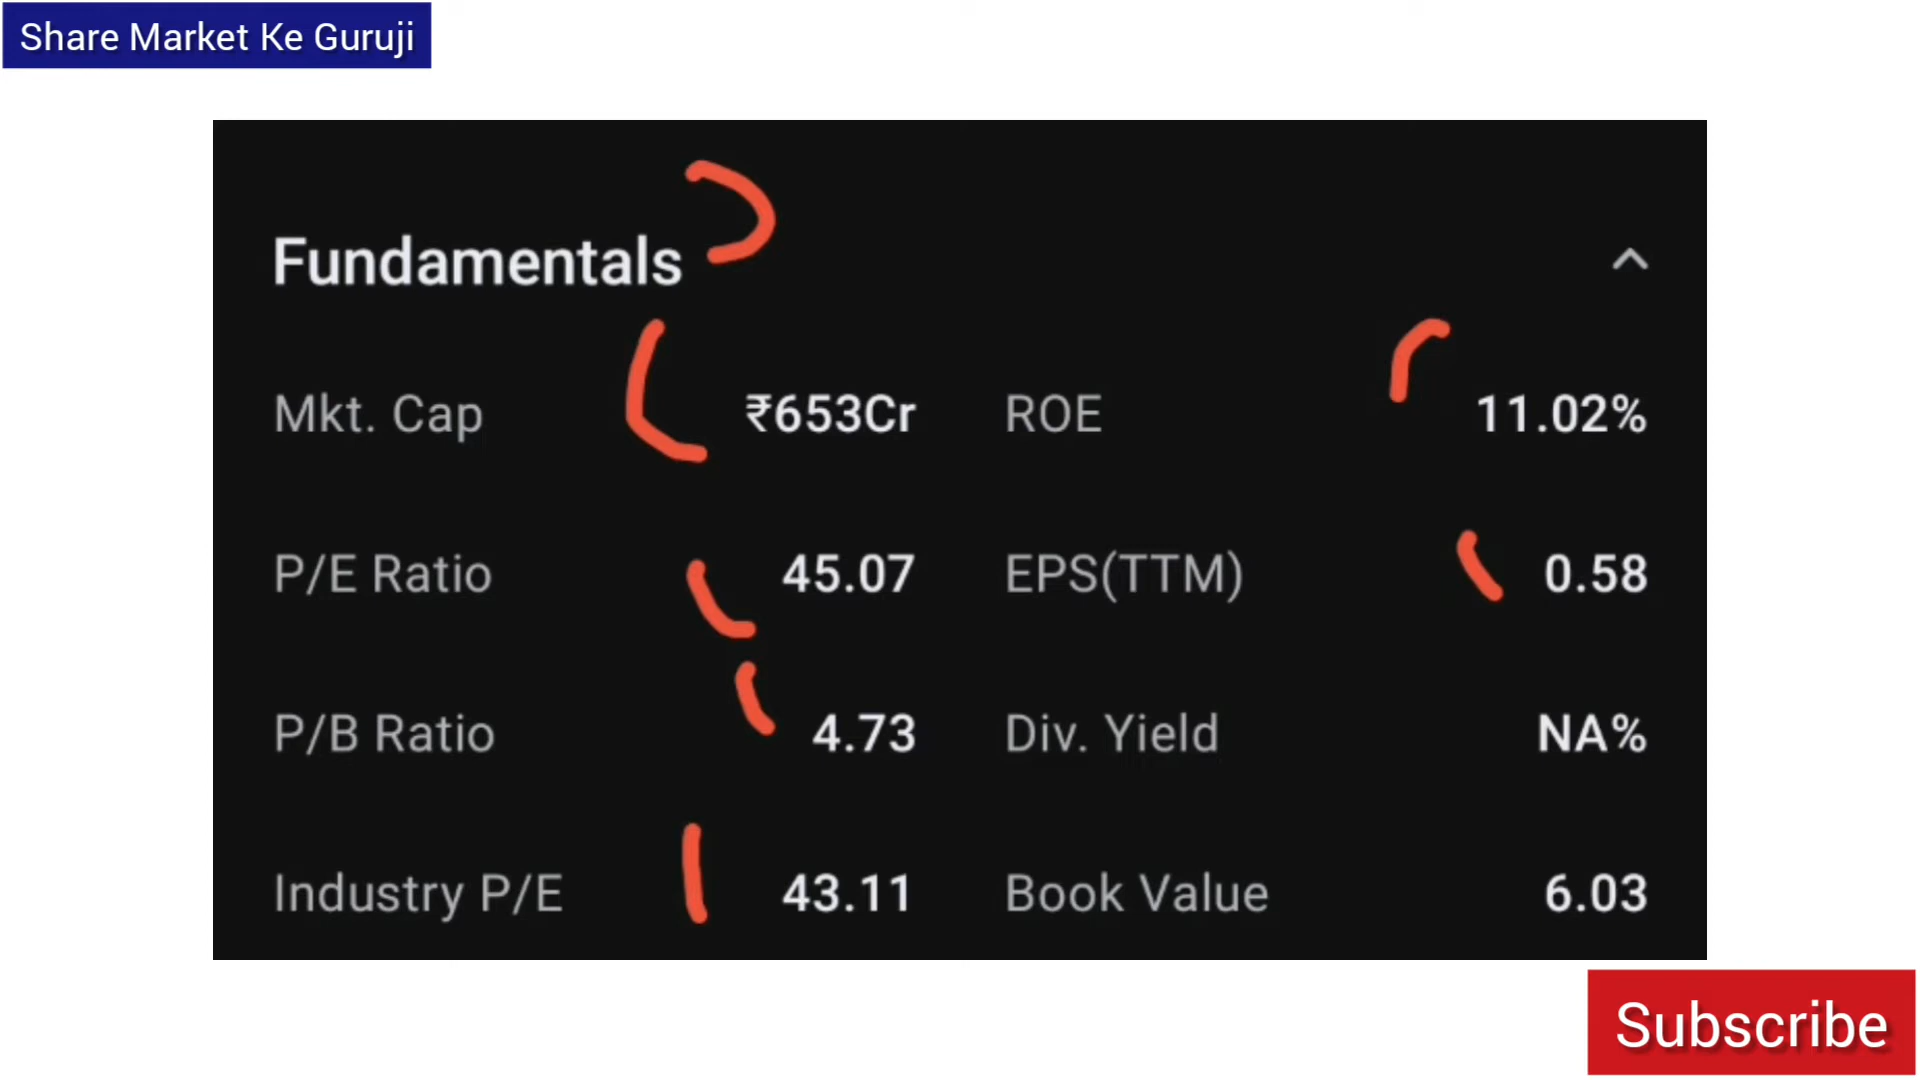 Share Market Ke Guruji
Fundamentals
Mkt. Cap ₹653Cr ROE 11.02%
P/E Ratio 45.07 EPS(TTM) 0.58
P/B Ratio 4.73 Div. Yield NA%
Industry P/E 43.11 Book Value 6.03
Subscribe